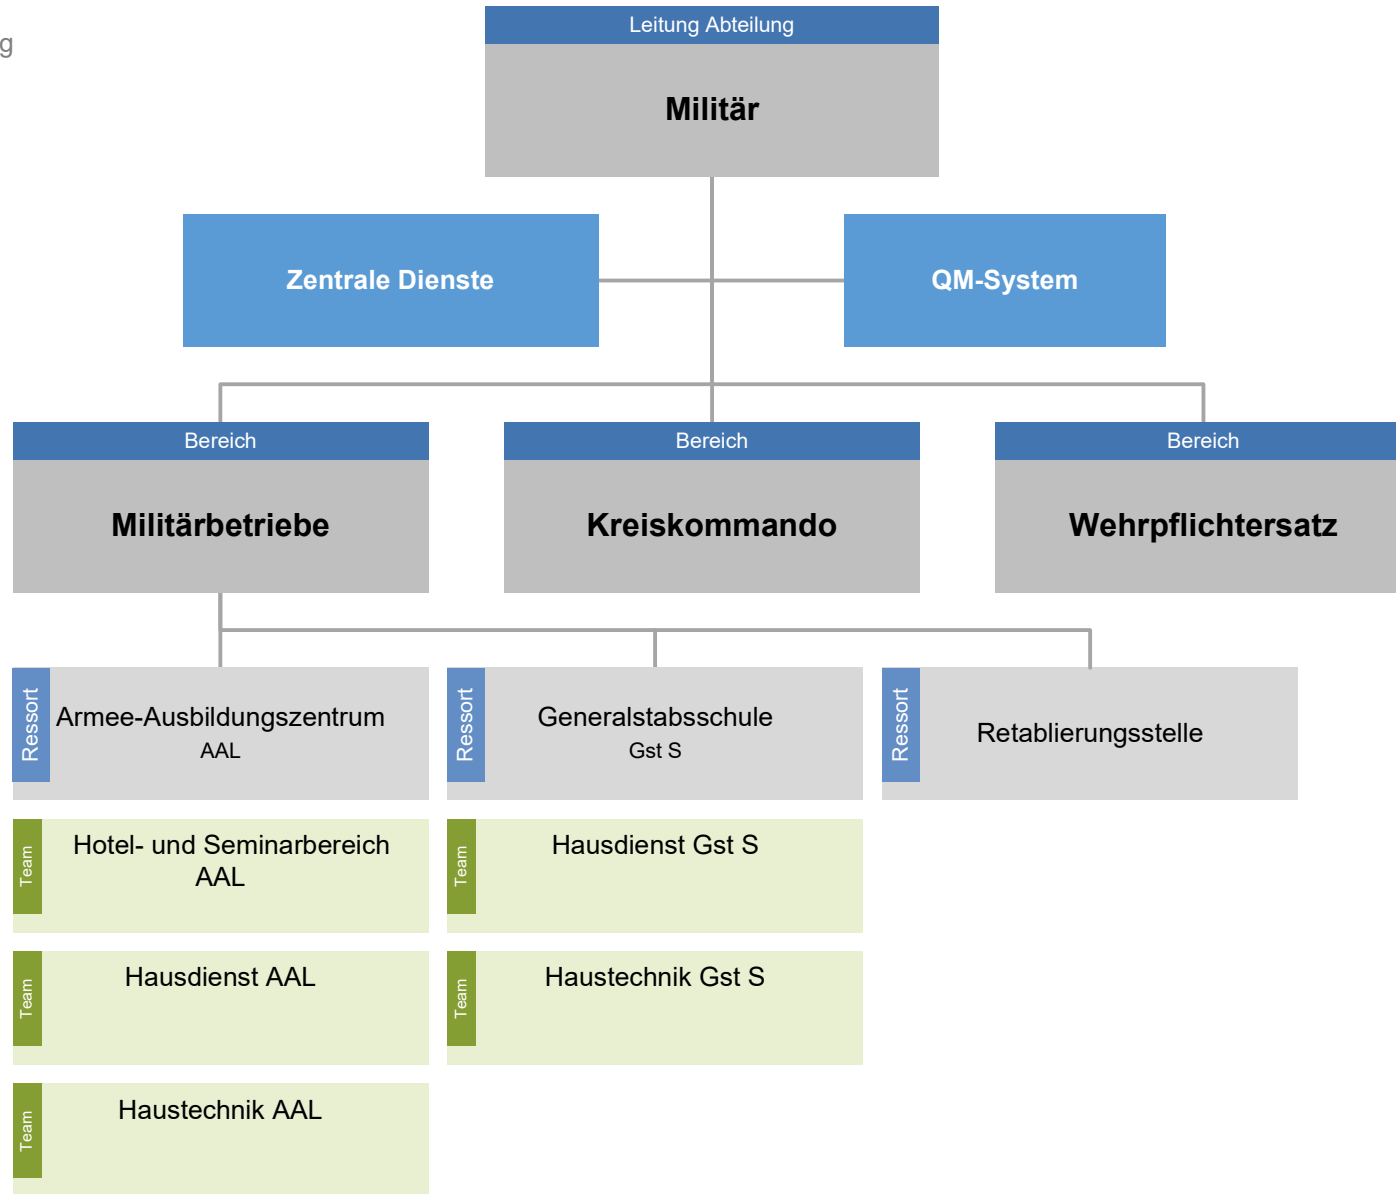 g
Leitung Abteilung
Militär
Zentrale Dienste
QM-System
Bereich
Militärbetriebe
Bereich
Kreiskommando
Bereich
Wehrpflichtersatz
Ressort
Armee-Ausbildungszentrum
AAL
Ressort
Generalstabsschule
Gst S
Ressort
Retablierungsstelle
Team
Hotel- und Seminarbereich
AAL
Team
Hausdienst Gst S
Team
Hausdienst AAL
Team
Haustechnik Gst S
Team
Haustechnik AAL